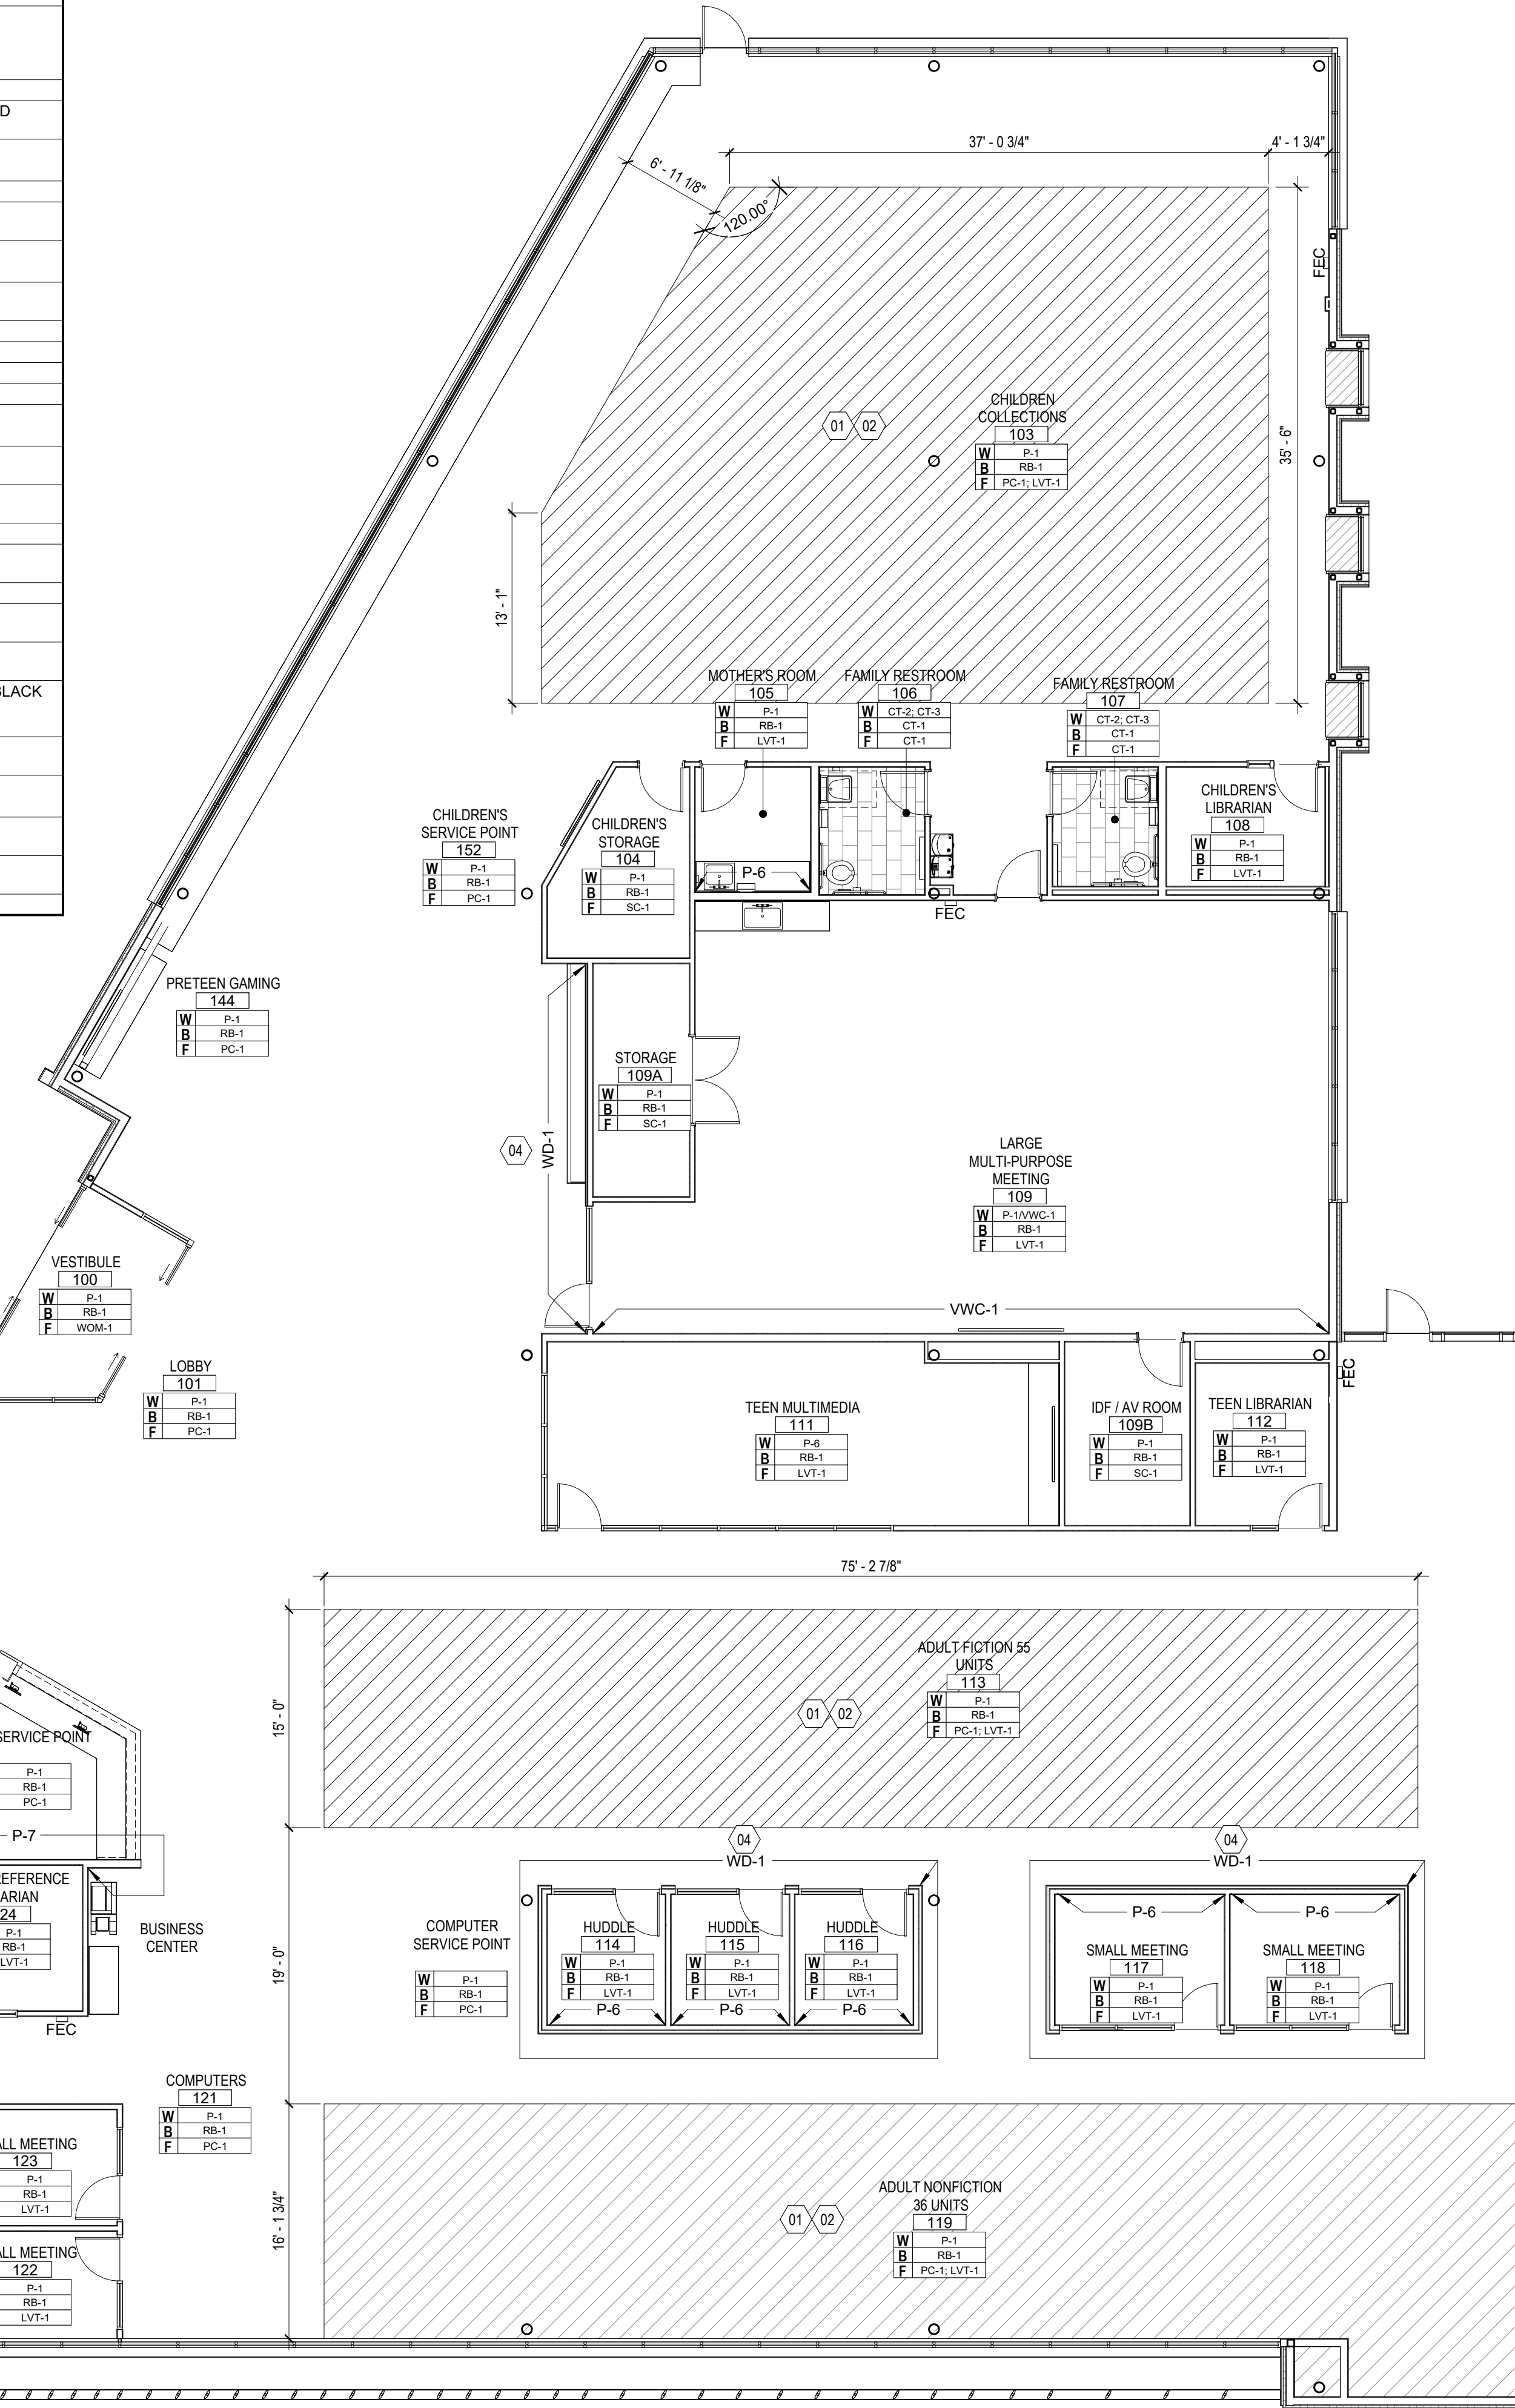 D
BLACK
37' - 0 3/4"
4' - 1 3/4"
6' - 11 1/8"
120.00°
FEC
CHILDREN
COLLECTIONS
103
W P-1
B RB-1
F PC-1; LVT-1
01 02
35' - 6"
13' - 1"
MOTHER'S ROOM
105
W P-1
B RB-1
F LVT-1
FAMILY RESTROOM
106
W CT-2; CT-3
B CT-1
F CT-1
FAMILY RESTROOM
107
W CT-2; CT-3
B CT-1
F CT-1
CHILDREN'S
SERVICE POINT
152
W P-1
B RB-1
F PC-1
CHILDREN'S
STORAGE
104
W P-1
B RB-1
F SC-1
P-6
CHILDREN'S
LIBRARIAN
108
W P-1
B RB-1
F LVT-1
FEC
PRETEEN GAMING
144
W P-1
B RB-1
F PC-1
STORAGE
109A
W P-1
B RB-1
F SC-1
04
WD-1
LARGE
MULTI-PURPOSE
MEETING
109
W P-1/VWC-1
B RB-1
F LVT-1
VESTIBULE
100
W P-1
B RB-1
F WOM-1
VWC-1
LOBBY
101
W P-1
B RB-1
F PC-1
FEC
TEEN MULTIMEDIA
111
W P-6
B RB-1
F LVT-1
IDF / AV ROOM
109B
W P-1
B RB-1
F SC-1
TEEN LIBRARIAN
112
W P-1
B RB-1
F LVT-1
75' - 2 7/8"
15' - 0"
ADULT FICTION 55
UNITS
113
W P-1
B RB-1
F PC-1; LVT-1
01 02
SERVICE POINT
P-1
RB-1
PC-1
P-7
EFERENCE
ARIAN
24
P-1
RB-1
LVT-1
FEC
BUSINESS
CENTER
19' - 0"
04
WD-1
04
WD-1
COMPUTER
SERVICE POINT
W P-1
B RB-1
F PC-1
HUDDLE
114
W P-1
B RB-1
F LVT-1
P-6
HUDDLE
115
W P-1
B RB-1
F LVT-1
P-6
HUDDLE
116
W P-1
B RB-1
F LVT-1
P-6
P-6
SMALL MEETING
117
W P-1
B RB-1
F LVT-1
P-6
SMALL MEETING
118
W P-1
B RB-1
F LVT-1
COMPUTERS
121
W P-1
B RB-1
F PC-1
ALL MEETING
123
P-1
RB-1
LVT-1
ALL MEETING
122
P-1
RB-1
LVT-1
16' - 1 3/4"
01 02
ADULT NONFICTION
36 UNITS
119
W P-1
B RB-1
F PC-1; LVT-1